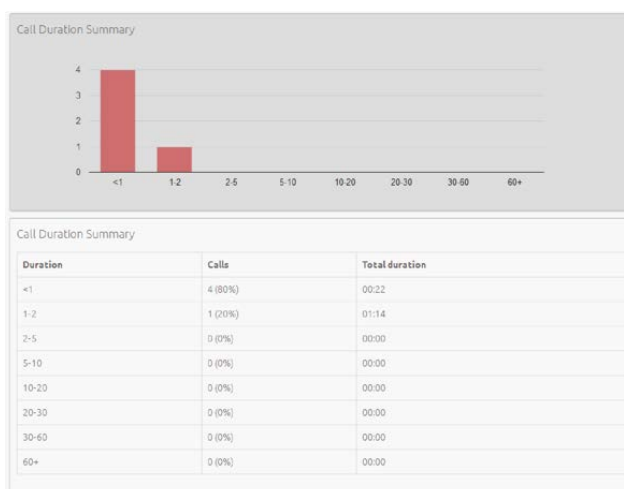 Call Duration Summary
4
3
2
1
0
<1 1-2 2-5 5-10 10-20 20-30 30-60 60+
Call Duration Summary
Duration Calls Total duration
<1 4 (80%) 00:22
1-2 1 (20%) 01:14
2-5 0 (0%) 00:00
5-10 0 (0%) 00:00
10-20 0 (0%) 00:00
20-30 0 (0%) 00:00
30-60 0 (0%) 00:00
60+ 0 (0%) 00:00